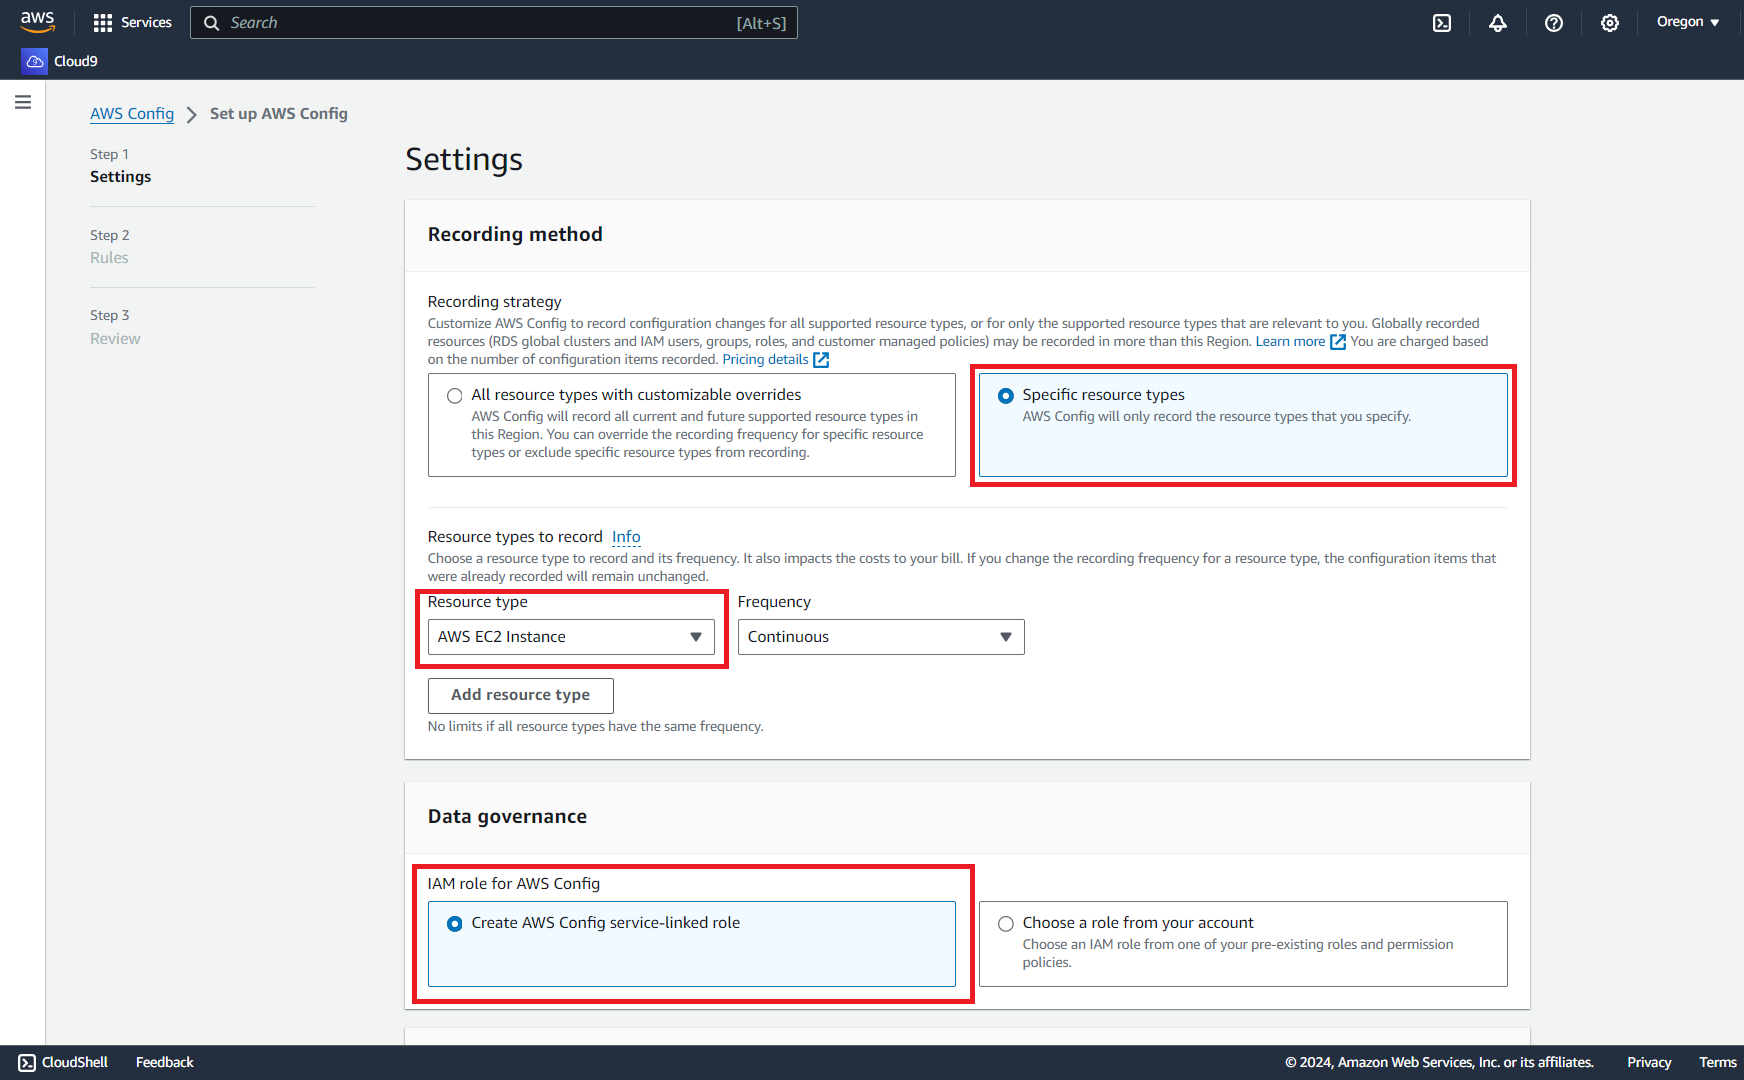 aws
Services
Search
[Alt+S]
Oregon
Cloud9
AWS Config
Set up AWS Config
Step 1
Settings
Step 2
Rules
Step 3
Review
Settings
Recording method
Recording strategy
Customize AWS Config to record configuration changes for all supported resource types, or for only the supported resource types that are relevant to you. Globally recorded
resources (RDS global clusters and IAM users, groups, roles, and customer managed policies) may be recorded in more than this Region. Learn more You are charged based
on the number of configuration items recorded. Pricing details
All resource types with customizable overrides
AWS Config will record all current and future supported resource types in
this Region. You can override the recording frequency for specific resource
types or exclude specific resource types from recording.
Specific resource types
AWS Config will only record the resource types that you specify.
Resource types to record Info
Choose a resource type to record and its frequency. It also impacts the costs to your bill. If you change the recording frequency for a resource type, the configuration items that
were already recorded will remain unchanged.
Resource type
Frequency
AWS EC2 Instance
Continuous
Add resource type
No limits if all resource types have the same frequency.
Data governance
IAM role for AWS Config
Create AWS Config service-linked role
Choose a role from your account
Choose an IAM role from one of your pre-existing roles and permission
policies.
CloudShell
Feedback
© 2024, Amazon Web Services, Inc. or its affiliates.
Privacy
Terms